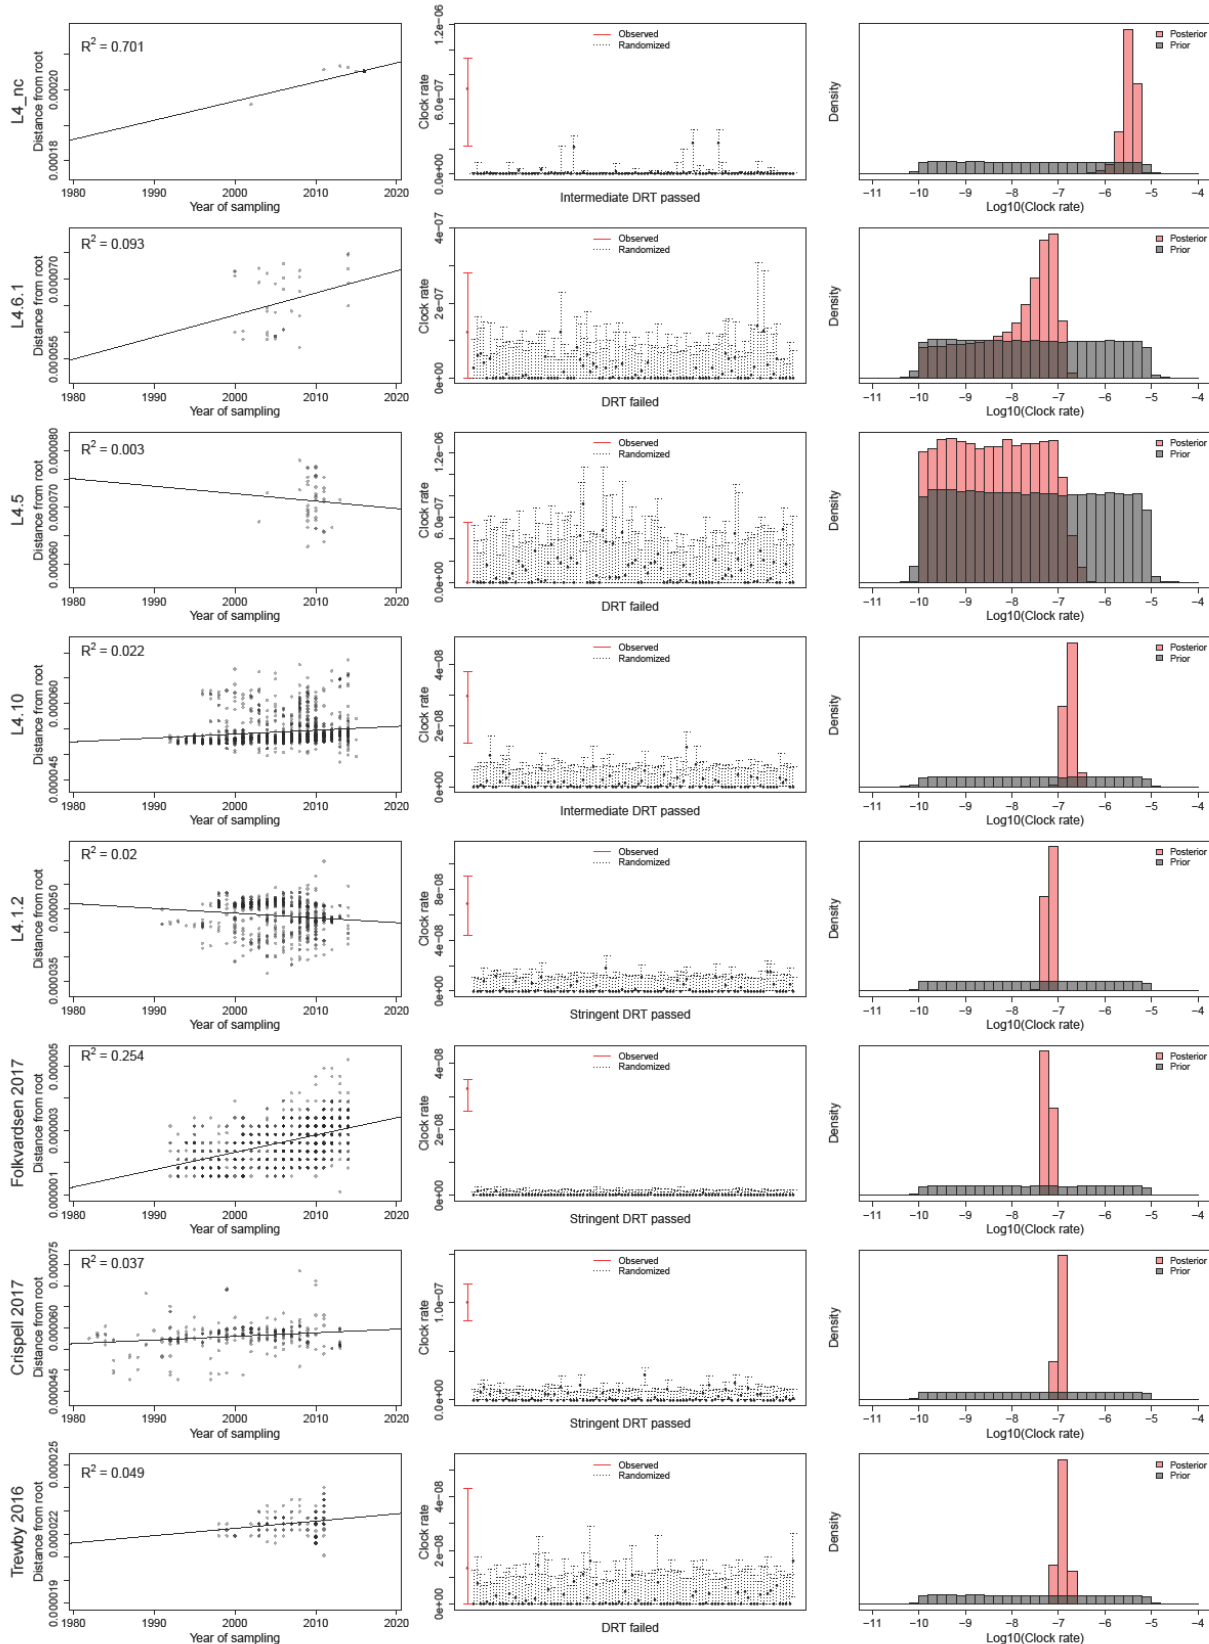 L4_nc
Distance from root
0.00018
0.00020
R² = 0.701
1980 1990 2000 2010 2020
Year of sampling
Clock rate
0.0e+00 6.0e-07 1.2e-06
Observed
Randomized
Intermediate DRT passed
Density
Posterior
Prior
-11 -10 -9 -8 -7 -6 -5 -4
Log10(Clock rate)
L4.6.1
Distance from root
0.000055 0.000070
R² = 0.093
1980 1990 2000 2010 2020
Year of sampling
Clock rate
0e+00 2e-07 4e-07
Observed
Randomized
DRT failed
Density
Posterior
Prior
-11 -10 -9 -8 -7 -6 -5 -4
Log10(Clock rate)
L4.5
Distance from root
0.000060 0.000070 0.000080
R² = 0.003
1980 1990 2000 2010 2020
Year of sampling
Clock rate
0.0e+00 6.0e-07 1.2e-06
Observed
Randomized
DRT failed
Density
Posterior
Prior
-11 -10 -9 -8 -7 -6 -5 -4
Log10(Clock rate)
L4.10
Distance from root
0.000045 0.000060
R² = 0.022
1980 1990 2000 2010 2020
Year of sampling
Clock rate
0e+00 2e-08 4e-08
Observed
Randomized
Intermediate DRT passed
Density
Posterior
Prior
-11 -10 -9 -8 -7 -6 -5 -4
Log10(Clock rate)
L4.1.2
Distance from root
0.000035 0.000050
R² = 0.02
1980 1990 2000 2010 2020
Year of sampling
Clock rate
0e+00 4e-08 8e-08
Observed
Randomized
Stringent DRT passed
Density
Posterior
Prior
-11 -10 -9 -8 -7 -6 -5 -4
Log10(Clock rate)
Folkvardsen 2017
Distance from root
0.000001 0.000003 0.000005
R² = 0.254
1980 1990 2000 2010 2020
Year of sampling
Clock rate
0e+00 2e-08 4e-08
Observed
Randomized
Stringent DRT passed
Density
Posterior
Prior
-11 -10 -9 -8 -7 -6 -5 -4
Log10(Clock rate)
Crispell 2017
Distance from root
0.000045 0.000060 0.000075
R² = 0.037
1980 1990 2000 2010 2020
Year of sampling
Clock rate
0.0e+00 1.0e-07
Observed
Randomized
Stringent DRT passed
Density
Posterior
Prior
-11 -10 -9 -8 -7 -6 -5 -4
Log10(Clock rate)
Trewby 2016
Distance from root
0.000019 0.000022 0.000025
R² = 0.049
1980 1990 2000 2010 2020
Year of sampling
Clock rate
0e+00 2e-08 4e-08
Observed
Randomized
DRT failed
Density
Posterior
Prior
-11 -10 -9 -8 -7 -6 -5 -4
Log10(Clock rate)